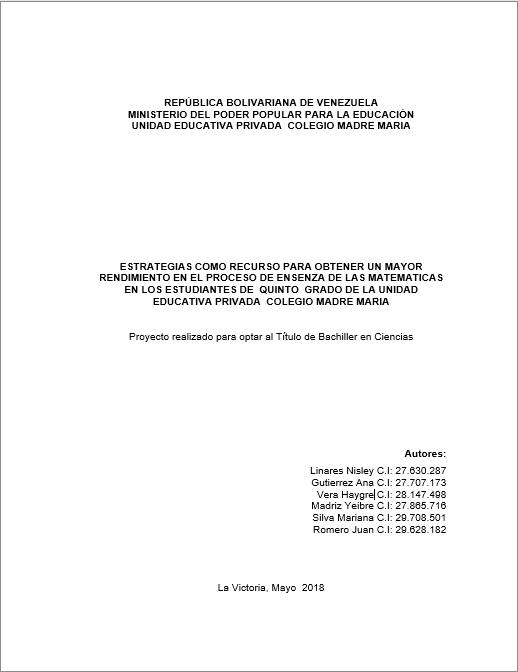 REPÚBLICA BOLIVARIANA DE VENEZUELA
MINISTERIO DEL PODER POPULAR PARA LA EDUCACIÓN
UNIDAD EDUCATIVA PRIVADA  COLEGIO MADRE MARIA
ESTRATEGIAS COMO RECURSO PARA OBTENER UN MAYOR
RENDIMIENTO EN EL PROCESO DE ENSENZA DE LAS MATEMATICAS
EN LOS ESTUDIANTES DE  QUINTO  GRADO DE LA UNIDAD
EDUCATIVA PRIVADA  COLEGIO MADRE MARIA
Proyecto realizado para optar al Título de Bachiller en Ciencias
Autores:
Linares Nisley C.I: 27.630.287
Gutierrez Ana C.I: 27.707.173
Vera Haygre C.I: 28.147.498
Madriz Yeibre C.I: 27.865.716
Silva Mariana C.I: 29.708.501
Romero Juan C.I: 29.628.182
La Victoria, Mayo  2018